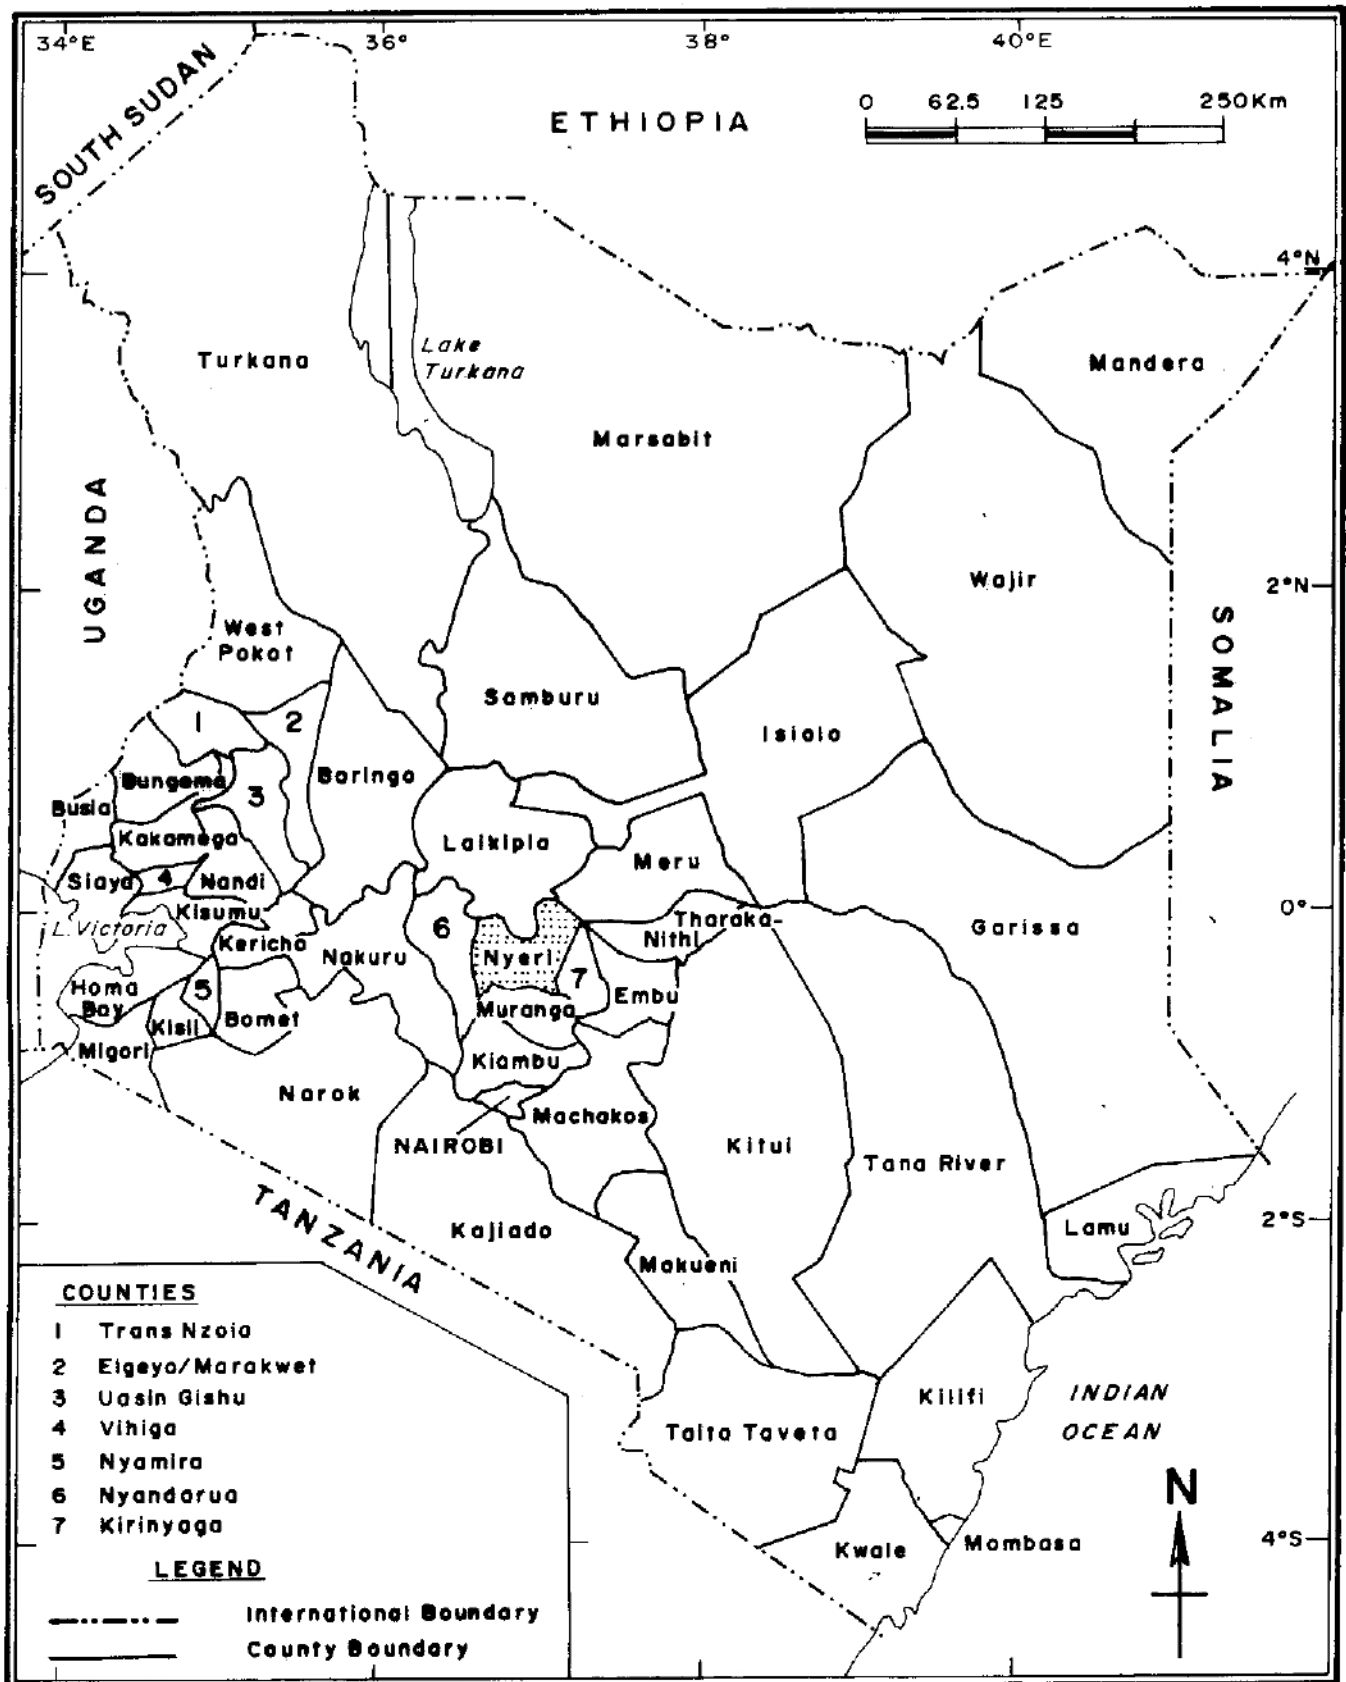 34°E 36° 38° 40°E
0 62.5 125 250Km
SOUTH SUDAN
ETHIOPIA
4°N
Lake
Turkana
Turkana
Mandera
Marsabit
UGANDA
Wajir
2°N
SOMALIA
West
Pokot
Samburu
1
2
Isiolo
Bungoma
3
Baringo
Busia
Kakamega
Laikipia
Meru
Siaya
4
Nandi
Kisumu
L. Victoria
Kericho
Nakuru
6
Nyeri
7
Tharaka-
Nithi
Garissa
0°
Homa
Bay
5
Kisii
Bomet
Muranga
Embu
Migori
Kiambu
Narok
Machakos
NAIROBI
Kitui
Tana River
TANZANIA
Kajiado
Lamu
2°S
Makueni
COUNTIES
1 Trans Nzoia
2 Elgeyo/Marakwet
3 Uasin Gishu
4 Vihiga
5 Nyamira
6 Nyandarua
7 Kirinyaga
Kilifi
INDIAN
OCEAN
Taita Taveta
N
Kwale
Mombasa
4°S
LEGEND
International Boundary
County Boundary